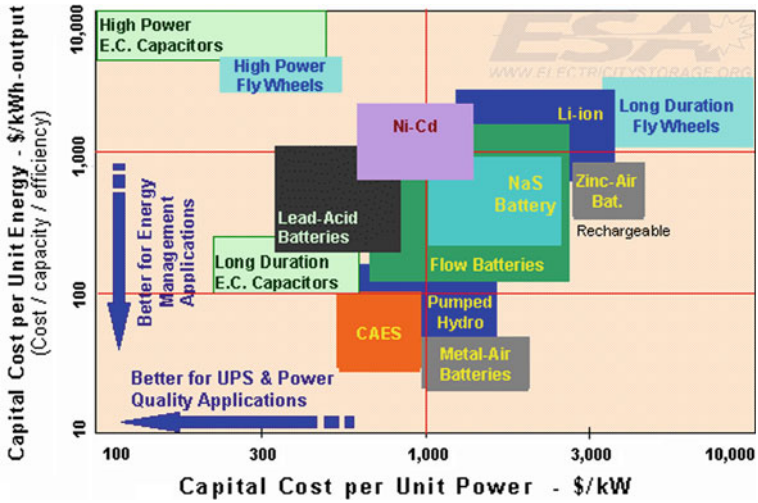 Capital Cost per Unit Energy - $/kWh-output
(Cost / capacity / efficiency)
10,000
1,000
100
10
High Power
E.C. Capacitors
High Power
Fly Wheels
ESA
WWW.ELECTRICITYSTORAGE.ORG
Ni-Cd
Li-ion
Long Duration
Fly Wheels
NaS
Battery
Zinc-Air
Bat.
Rechargeable
Lead-Acid
Batteries
Flow Batteries
Long Duration
E.C. Capacitors
Better for Energy
Management
Applications
CAES
Pumped
Hydro
Metal-Air
Batteries
Better for UPS & Power
Quality Applications
100
300
1,000
3,000
10,000
Capital Cost per Unit Power - $/kW